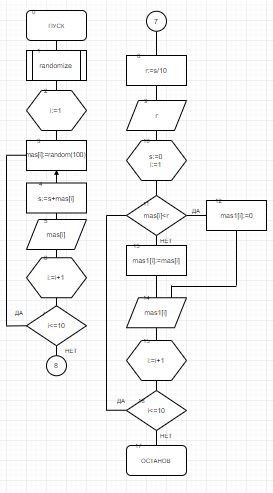 0
ПУСК
1
randomize
2
i:=1
3
mas[i]:=random(100)
4
s:=s+mas[i]
5
mas[i]
6
i:=i+1
i<=10
ДА
НЕТ
8
7
8
r:=s/10
9
r
10
s:=0
i:=1
11
mas[i]<r
ДА
НЕТ
12
mas1[i]:=0
13
mas1[i]:=mas[i]
14
mas1[i]
15
i:=i+1
16
i<=10
ДА
НЕТ
17
ОСТАНОВ